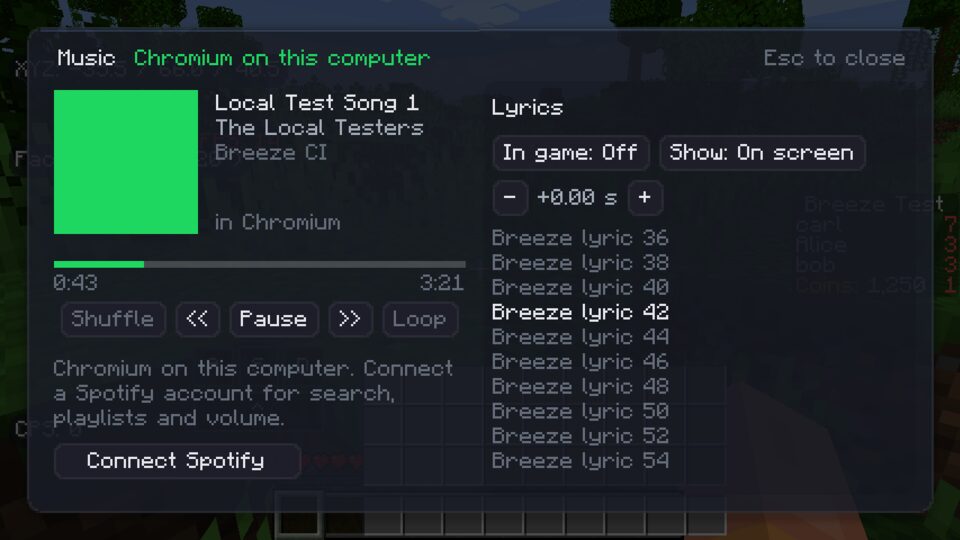 Music Chromium on this computer
Esc to close
Local Test Song 1
The Local Testers
Breeze CI
in Chromium
0:43
3:21
Shuffle
<<
Pause
>>
Loop
Chromium on this computer. Connect
a Spotify account for search,
playlists and volume.
Connect Spotify
Lyrics
In game: Off
Show: On screen
-
+0.00 s
+
Breeze lyric 36
Breeze lyric 38
Breeze lyric 40
Breeze lyric 42
Breeze lyric 44
Breeze lyric 46
Breeze lyric 48
Breeze lyric 50
Breeze lyric 52
Breeze lyric 54
Breeze Test
carl 7
Alice 3
bob 3
Coins: 1,250 1